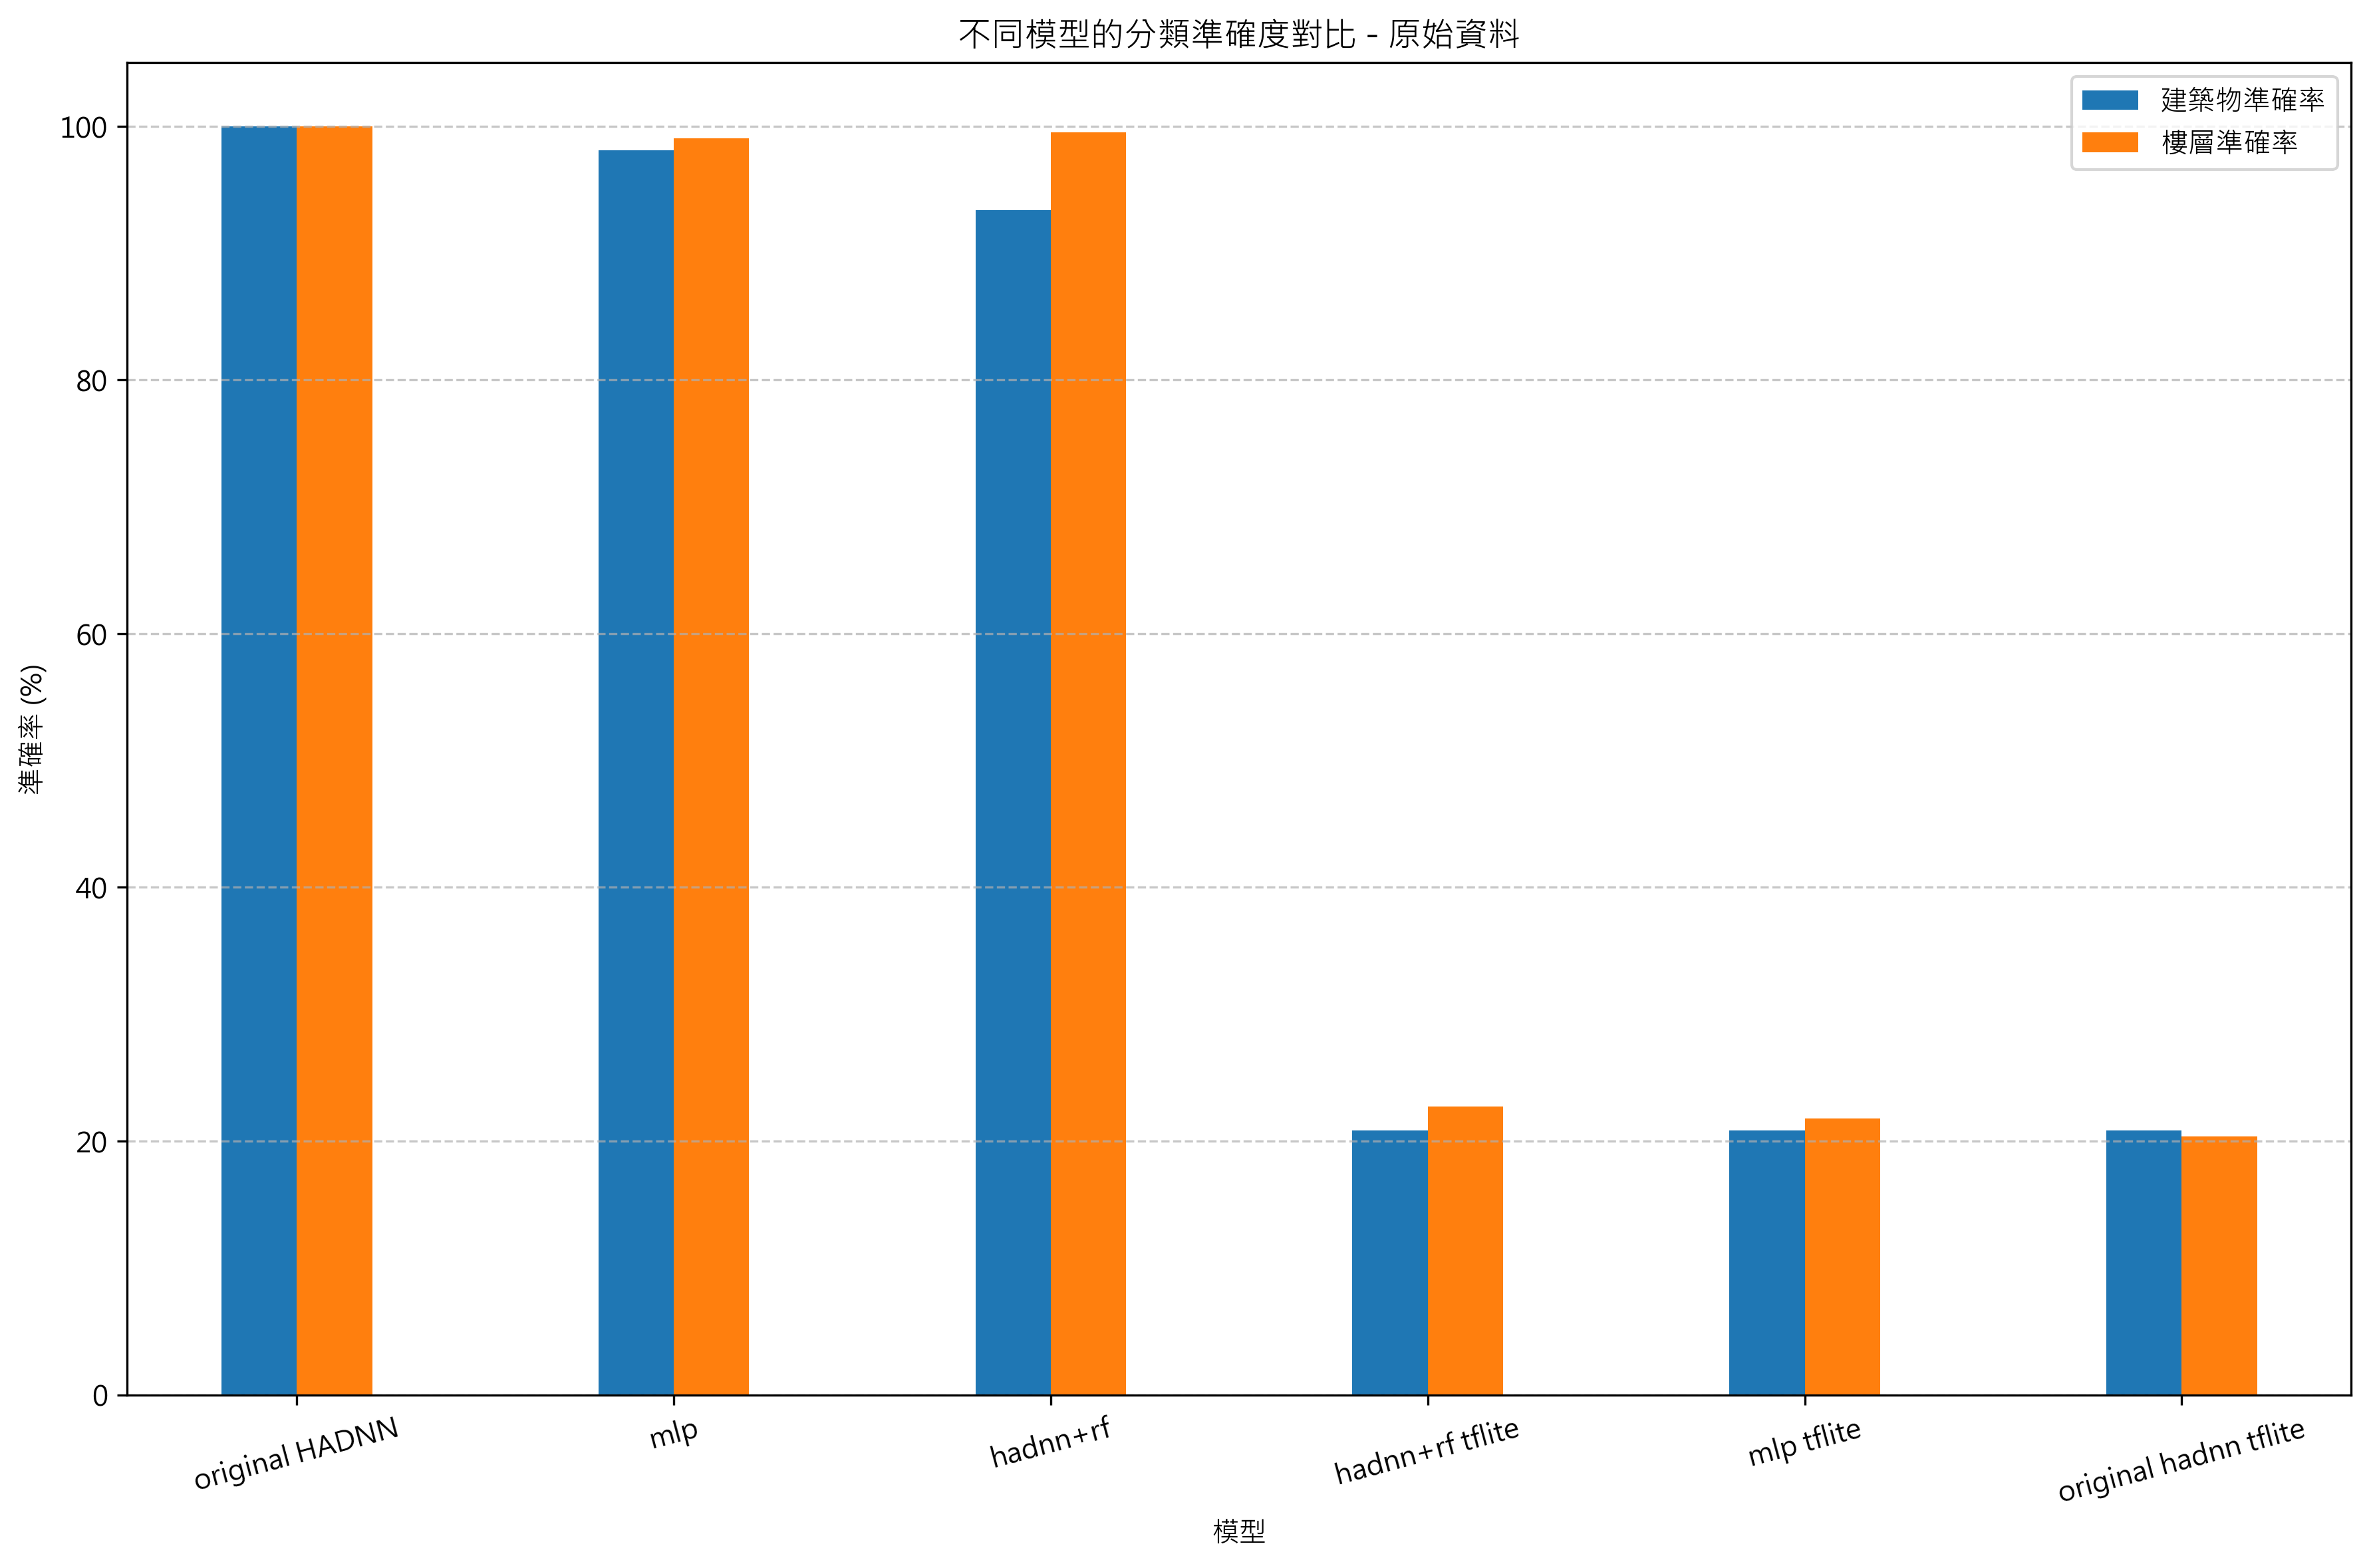 不同模型的分類準確度對比 - 原始資料
建築物準確率
樓層準確率
準確率 (%)
100
80
60
40
20
0
original HADNN
mlp
hadnn+rf
hadnn+rf tflite
mlp tflite
original hadnn tflite
模型